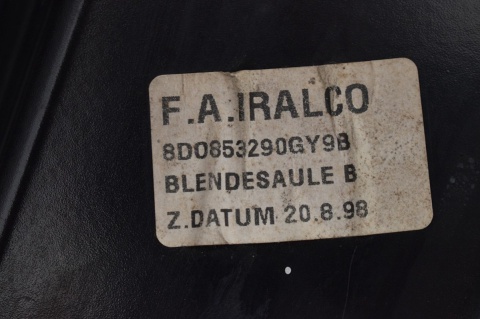 F.A.IRALCO
8D0853290GY9B
BLENDESAULE B
Z.DATUM 20.8.98